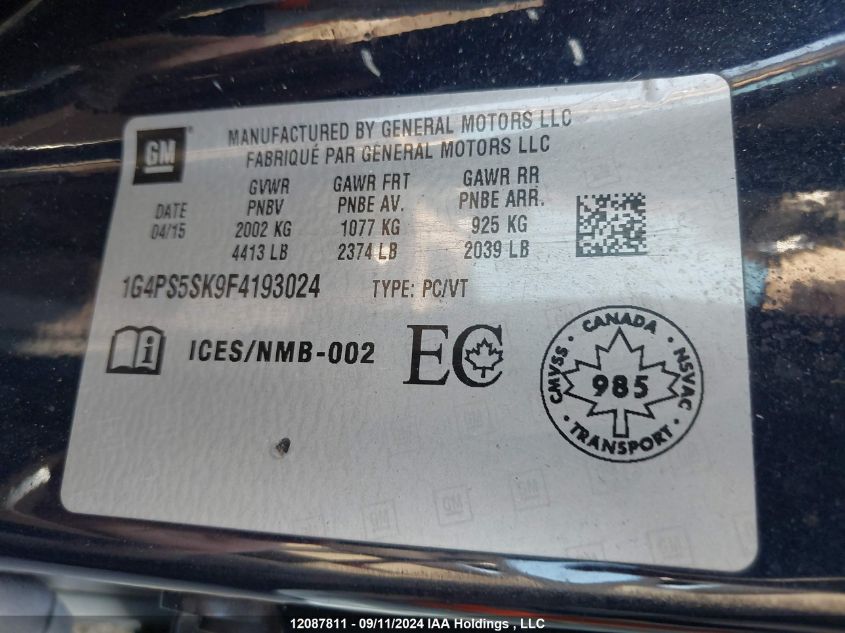 GM ®
MANUFACTURED BY GENERAL MOTORS LLC
FABRIQUÉ PAR GENERAL MOTORS LLC
DATE
04/15
GVWR
PNBV
2002 KG
4413 LB
GAWR FRT
PNBE AV.
1077 KG
2374 LB
GAWR RR
PNBE ARR.
925 KG
2039 LB
1G4PS5SK9F4193024 TYPE: PC/VT
i ICES/NMB-002 EC
· CANADA ·
CMVSS
985
NSVAC
· TRANSPORT ·
12087811 - 09/11/2024 IAA Holdings , LLC